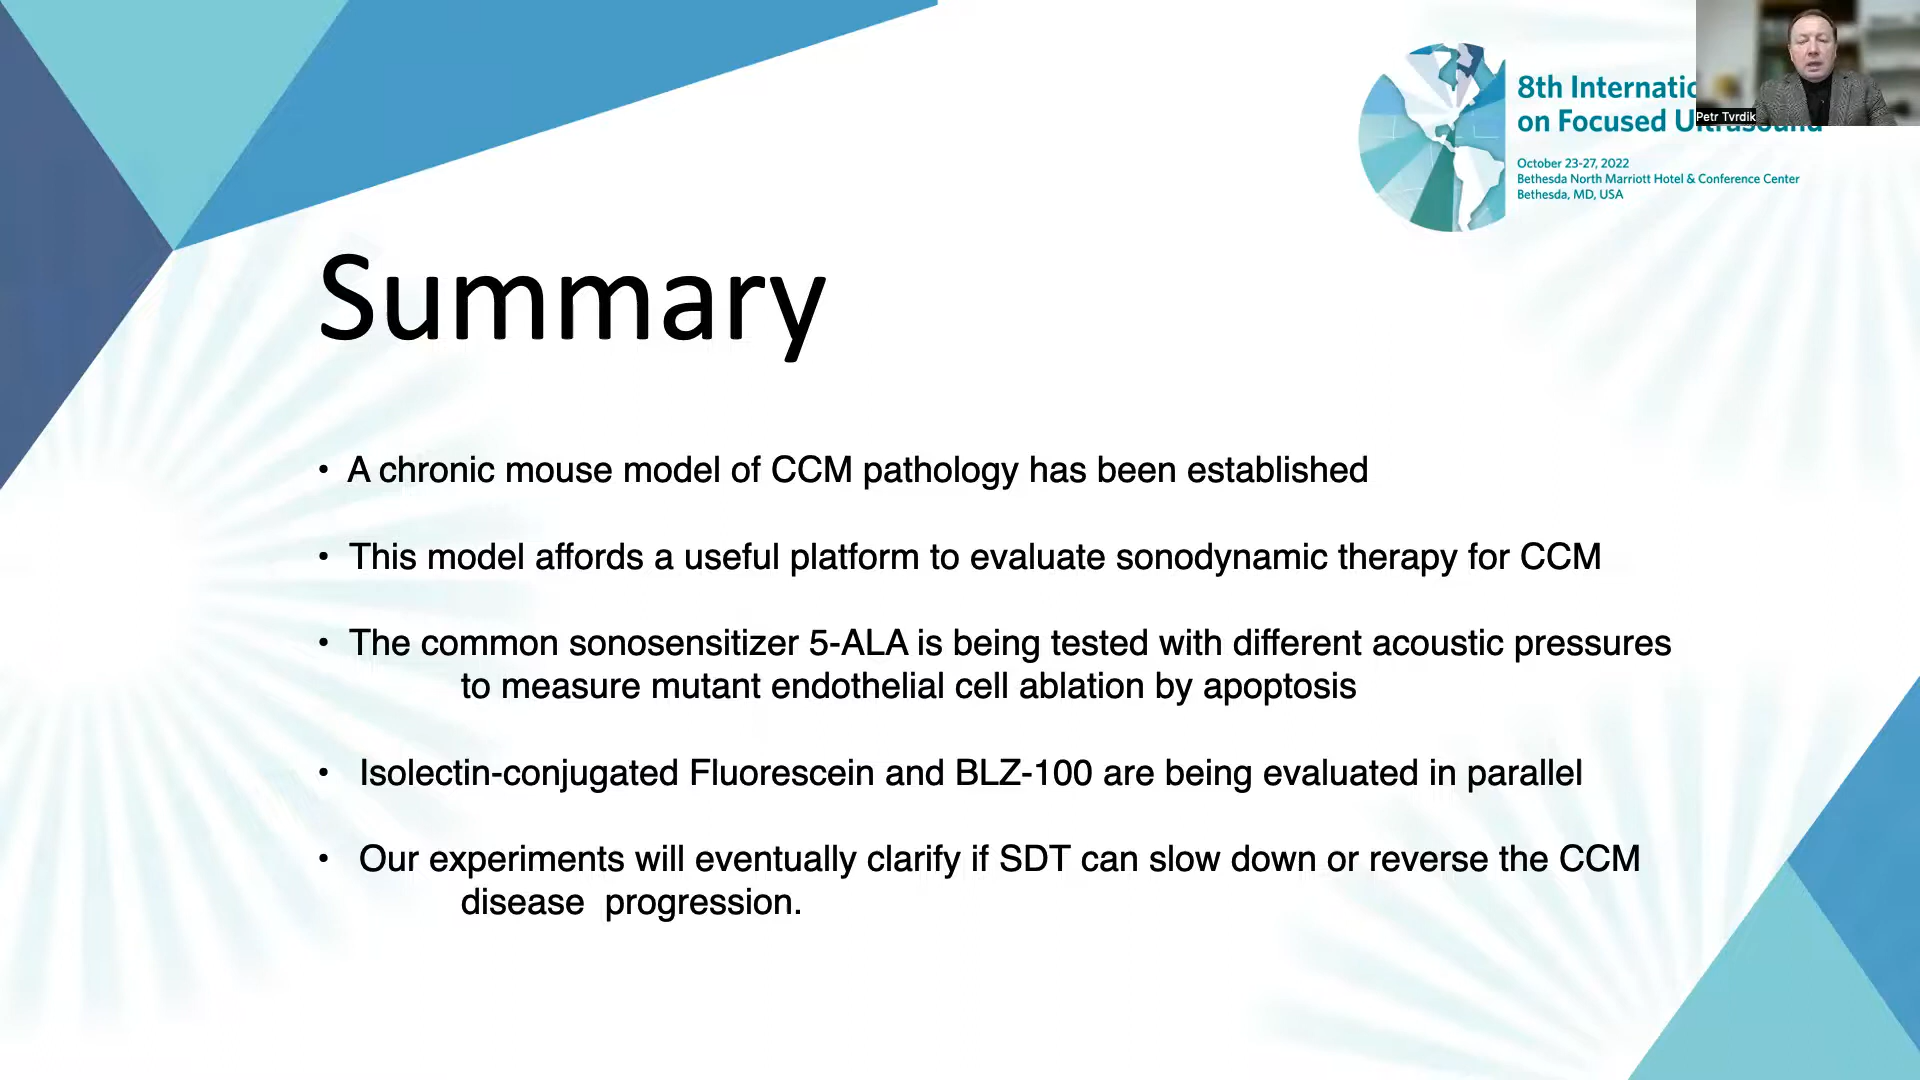 8th Internatio
on Focused Ultrasound
Petr Tvrdik
October 23-27, 2022
Bethesda North Marriott Hotel & Conference Center
Bethesda, MD, USA
Summary
• A chronic mouse model of CCM pathology has been established
• This model affords a useful platform to evaluate sonodynamic therapy for CCM
• The common sonosensitizer 5-ALA is being tested with different acoustic pressures
to measure mutant endothelial cell ablation by apoptosis
• Isolectin-conjugated Fluorescein and BLZ-100 are being evaluated in parallel
• Our experiments will eventually clarify if SDT can slow down or reverse the CCM
disease progression.